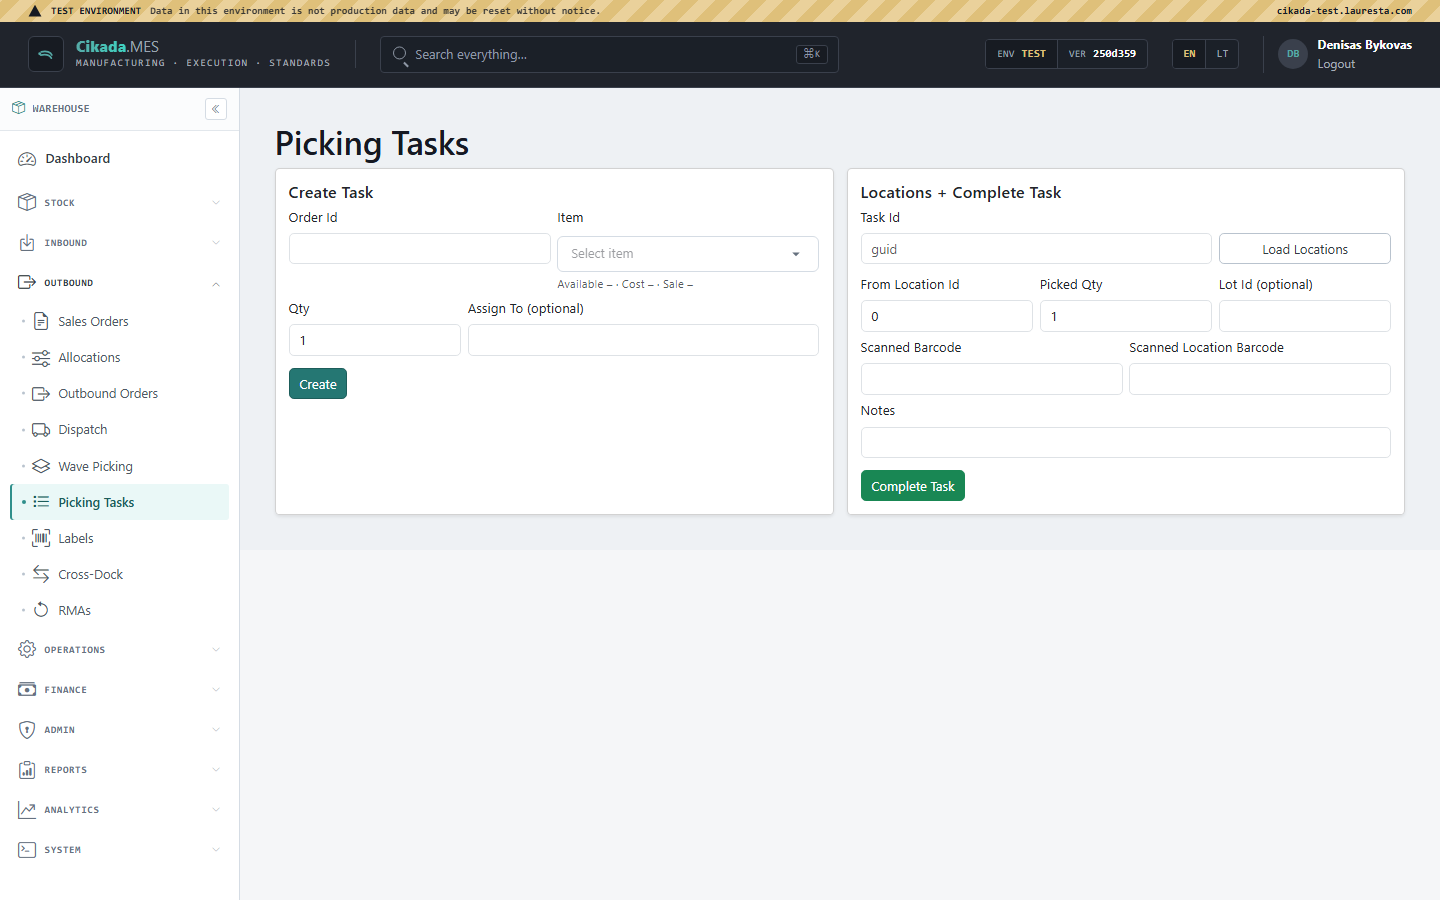 TEST ENVIRONMENT Data in this environment is not production data and may be reset without notice.
cikada-test.lauresta.com
Cikada.MES
MANUFACTURING · EXECUTION · STANDARDS
Search everything...
⌘K
ENV TEST
VER 250d359
EN
LT
DB
Denisas Bykovas
Logout
WAREHOUSE
Dashboard
STOCK
INBOUND
OUTBOUND
Sales Orders
Allocations
Outbound Orders
Dispatch
Wave Picking
Picking Tasks
Labels
Cross-Dock
RMAs
OPERATIONS
FINANCE
ADMIN
REPORTS
ANALYTICS
SYSTEM
Picking Tasks
Create Task
Order Id
Item
Select item
Available – · Cost – · Sale –
Qty
Assign To (optional)
1
Create
Locations + Complete Task
Task Id
guid
Load Locations
From Location Id
Picked Qty
Lot Id (optional)
0
1
Scanned Barcode
Scanned Location Barcode
Notes
Complete Task